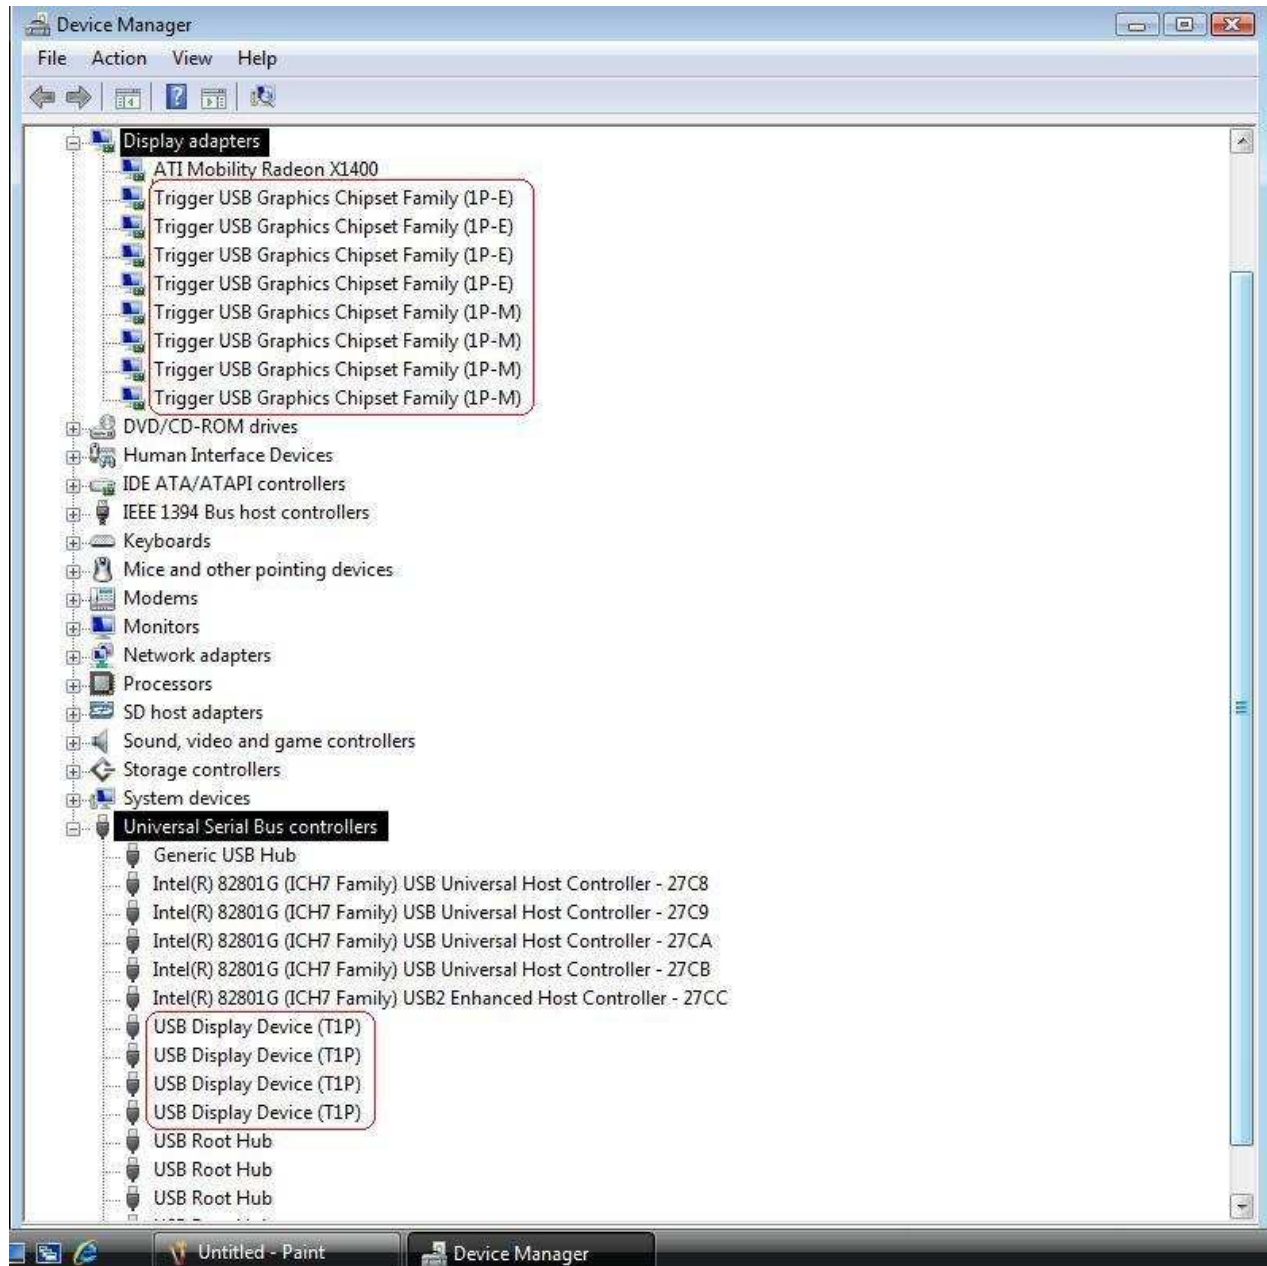 Device Manager
File Action View Help
Display adapters
ATI Mobility Radeon X1400
Trigger USB Graphics Chipset Family (1P-E)
Trigger USB Graphics Chipset Family (1P-E)
Trigger USB Graphics Chipset Family (1P-E)
Trigger USB Graphics Chipset Family (1P-E)
Trigger USB Graphics Chipset Family (1P-M)
Trigger USB Graphics Chipset Family (1P-M)
Trigger USB Graphics Chipset Family (1P-M)
Trigger USB Graphics Chipset Family (1P-M)
DVD/CD-ROM drives
Human Interface Devices
IDE ATA/ATAPI controllers
IEEE 1394 Bus host controllers
Keyboards
Mice and other pointing devices
Modems
Monitors
Network adapters
Processors
SD host adapters
Sound, video and game controllers
Storage controllers
System devices
Universal Serial Bus controllers
Generic USB Hub
Intel(R) 82801G (ICH7 Family) USB Universal Host Controller - 27C8
Intel(R) 82801G (ICH7 Family) USB Universal Host Controller - 27C9
Intel(R) 82801G (ICH7 Family) USB Universal Host Controller - 27CA
Intel(R) 82801G (ICH7 Family) USB Universal Host Controller - 27CB
Intel(R) 82801G (ICH7 Family) USB2 Enhanced Host Controller - 27CC
USB Display Device (T1P)
USB Display Device (T1P)
USB Display Device (T1P)
USB Display Device (T1P)
USB Root Hub
USB Root Hub
USB Root Hub
Untitled - Paint
Device Manager